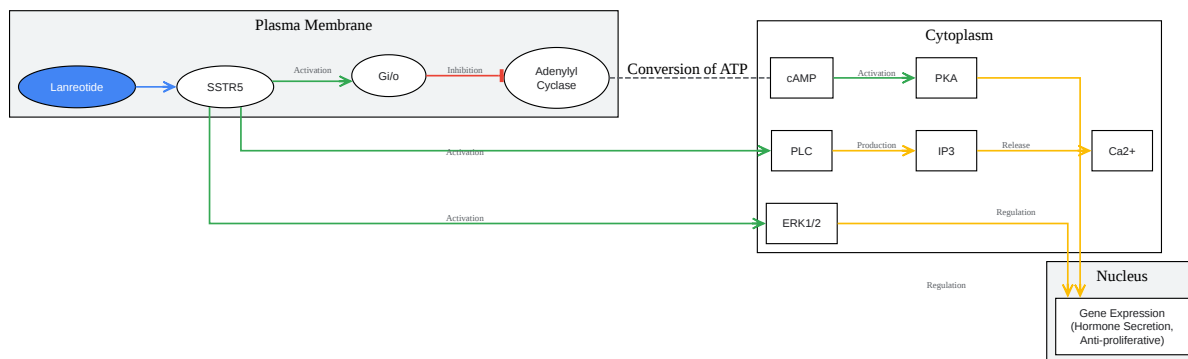 Plasma Membrane
Cytoplasm
Lanreotide
SSTR5
Activation
Gi/o
Inhibition
Adenylyl
Cyclase
Conversion of ATP
cAMP
Activation
PKA
Activation
PLC
Production
IP3
Release
Ca2+
Activation
ERK1/2
Regulation
Nucleus
Regulation
Gene Expression
(Hormone Secretion,
Anti-proliferative)